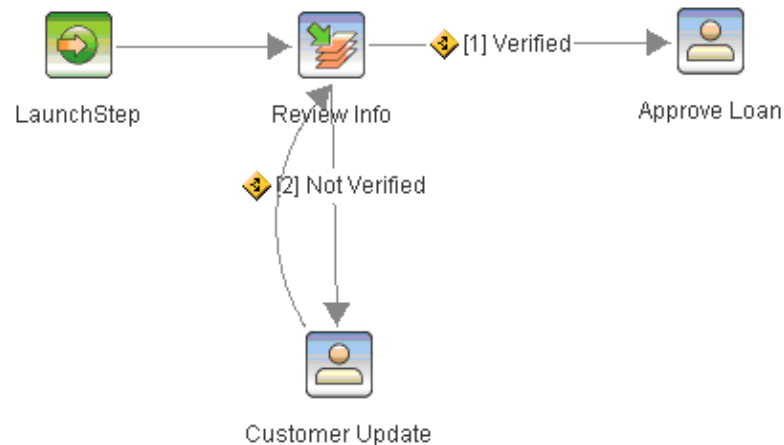 [1] Verified
LaunchStep
Review Info
Approve Loan
[2] Not Verified
Customer Update